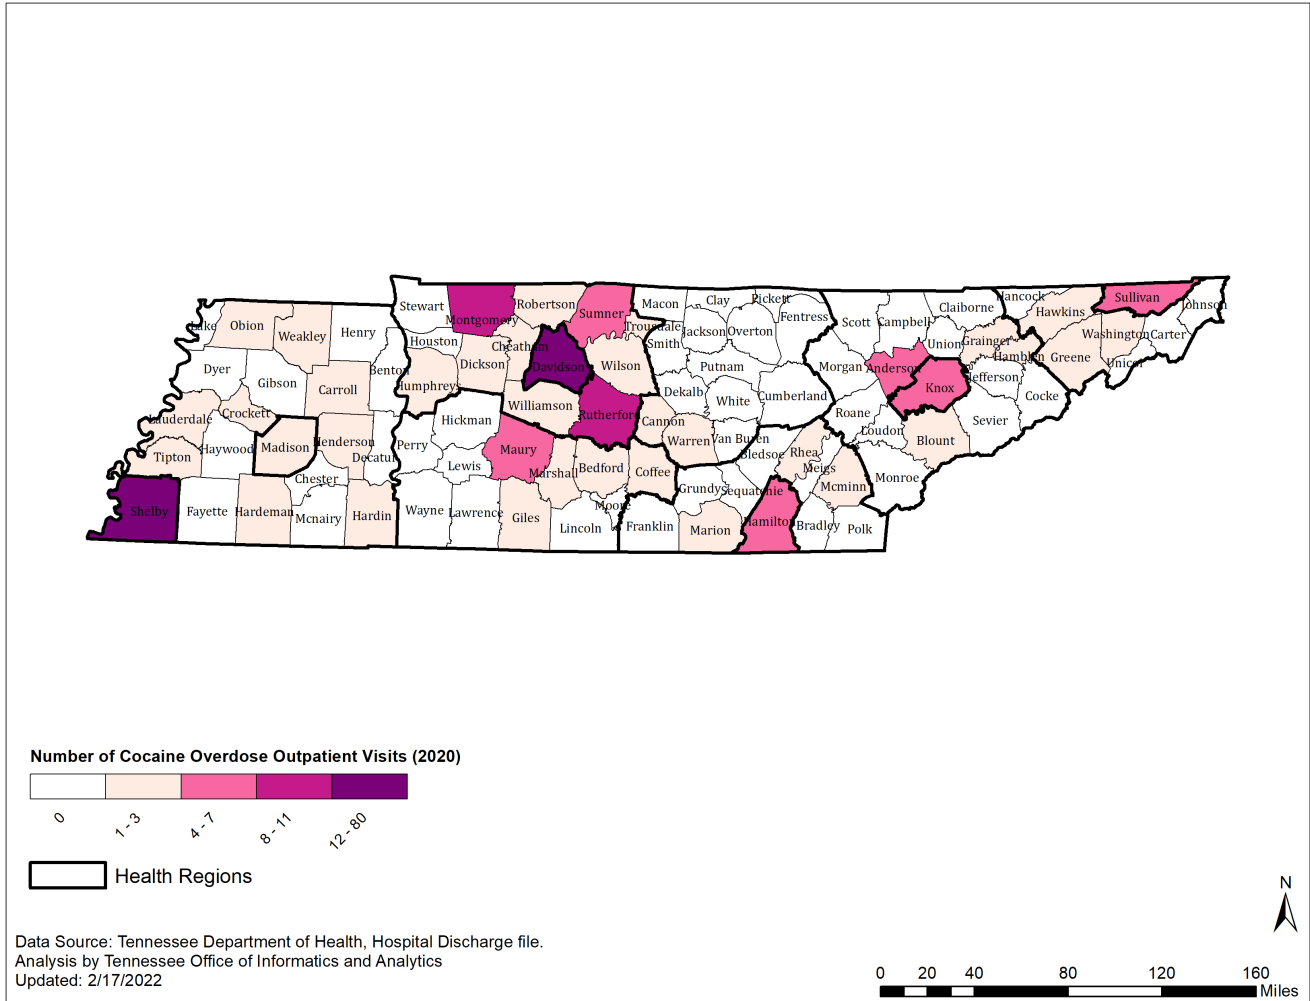 Stewart
Montgomery
Robertson
Sumner
Macon
Clay
Pickett
Fentress
Scott
Campbell
Claiborne
Hancock
Hawkins
Sullivan
Johnson
Lake
Obion
Weakley
Henry
Houston
Cheatham
Trousdale
Smith
Jackson
Overton
Union
Grainger
Hamblen
Washington
Carter
Dyer
Gibson
Carroll
Benton
Humphreys
Dickson
Davidson
Wilson
Putnam
Morgan
Anderson
Knox
Jefferson
Greene
Unicoi
Lauderdale
Crockett
Williamson
Rutherford
Dekalb
White
Cumberland
Cocke
Tipton
Haywood
Madison
Henderson
Decatur
Perry
Hickman
Maury
Cannon
Warren
Van Buren
Bledsoe
Roane
Loudon
Blount
Sevier
Chester
Lewis
Marshall
Bedford
Coffee
Grundy
Sequatchie
Rhea
Meigs
Mcminn
Monroe
Shelby
Fayette
Hardeman
Mcnairy
Hardin
Wayne
Lawrence
Giles
Lincoln
Moore
Franklin
Marion
Hamilton
Bradley
Polk
Number of Cocaine Overdose Outpatient Visits (2020)
0
1 - 3
4 - 7
8 - 11
12 - 80
Health Regions
N
Data Source: Tennessee Department of Health, Hospital Discharge file.
Analysis by Tennessee Office of Informatics and Analytics
Updated: 2/17/2022
0 20 40 80 120 160
Miles